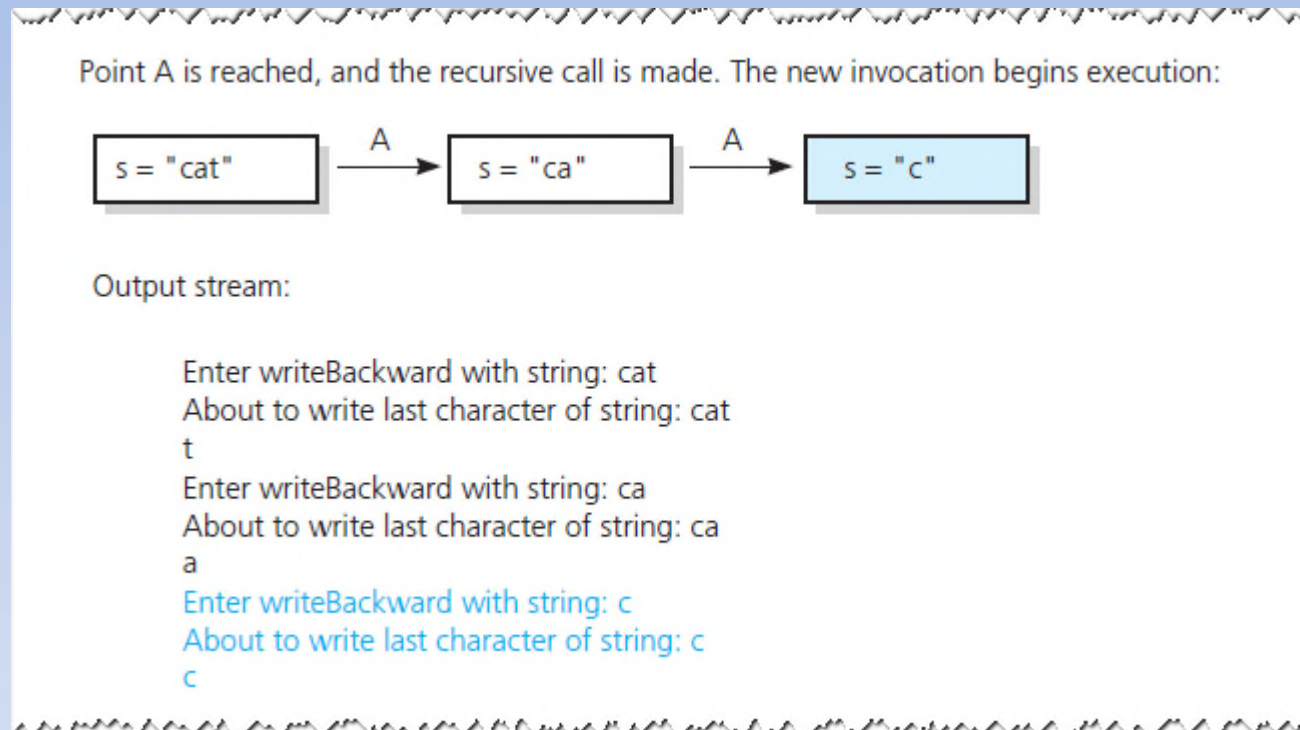 Point A is reached, and the recursive call is made. The new invocation begins execution:
A A
s = "cat" s = "ca" s = "c"
Output stream:
Enter writeBackward with string: cat
About to write last character of string: cat
t
Enter writeBackward with string: ca
About to write last character of string: ca
a
Enter writeBackward with string: c
About to write last character of string: c
c